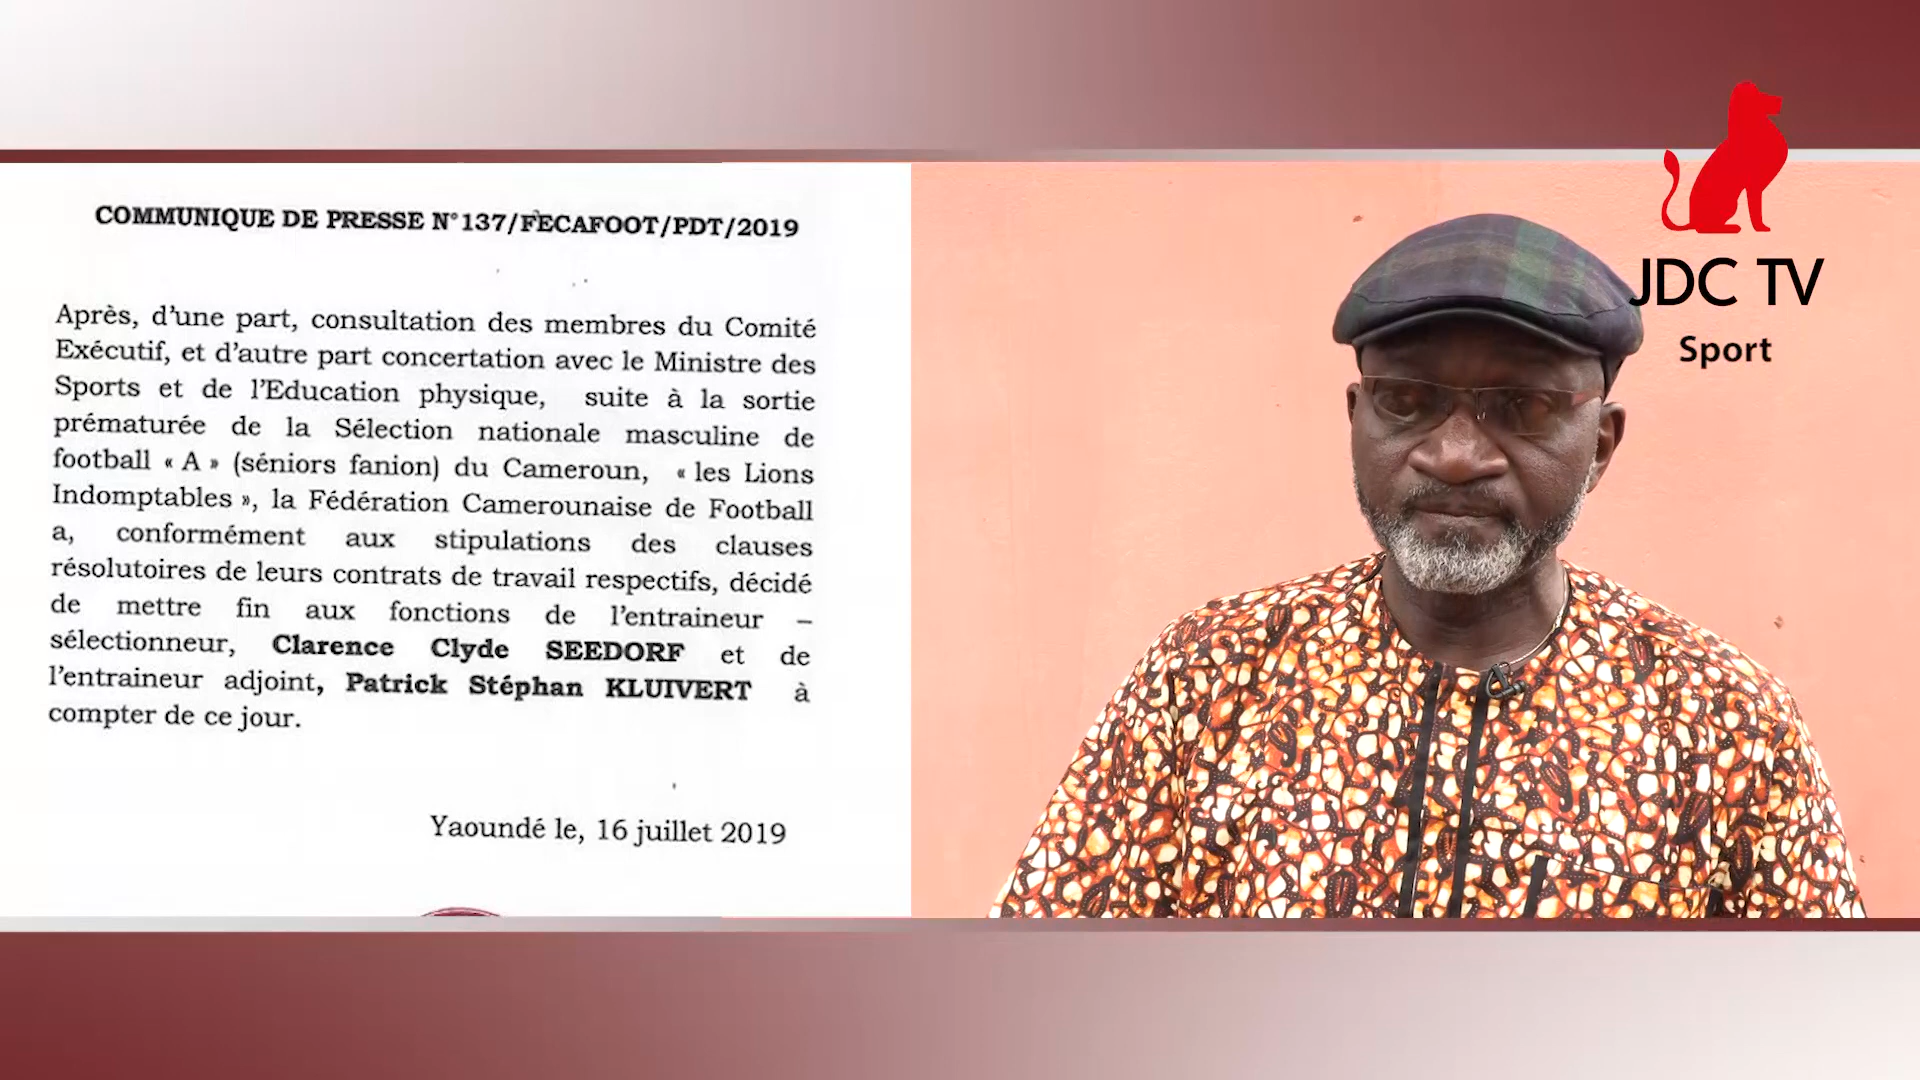 COMMUNIQUE DE PRESSE N°137/FECAFOOT/PDT/2019
Après, d'une part, consultation des membres du Comité
Exécutif, et d'autre part concertation avec le Ministre des
Sports et de l'Education physique, suite à la sortie
prématurée de la Sélection nationale masculine de
football « A » (séniors fanion) du Cameroun, « les Lions
Indomptables », la Fédération Camerounaise de Football
a, conformément aux stipulations des clauses
résolutoires de leurs contrats de travail respectifs, décidé
de mettre fin aux fonctions de l'entraineur –
sélectionneur, Clarence Clyde SEEDORF et de
l'entraineur adjoint, Patrick Stéphan KLUIVERT à
compter de ce jour.
Yaoundé le, 16 juillet 2019
JDC TV
Sport